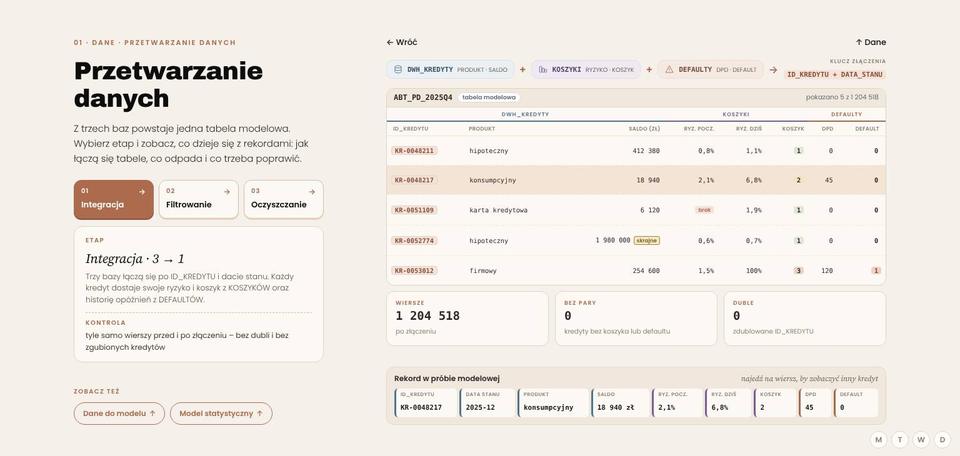 01 · DANE · PRZETWARZANIE DANYCH
Przetwarzanie
danych
Z trzech baz powstaje jedna tabela modelowa.
Wybierz etap i zobacz, co dzieje się z rekordami: jak
łączą się tabele, co odpada i co trzeba poprawić.
01 →
Integracja
02 →
Filtrowanie
03 →
Oczyszczanie
ETAP
Integracja · 3 → 1
Trzy bazy łączą się po ID_KREDYTU i dacie stanu. Każdy
kredyt dostaje swoje ryzyko i koszyk z KOSZYKÓW oraz
historię opóźnień z DEFAULTÓW.
KONTROLA
tyle samo wierszy przed i po złączeniu – bez dubli i bez
zgubionych kredytów
ZOBACZ TEŻ
Dane do modelu ↑ Model statystyczny ↑
← Wróć ↑ Dane
DWH_KREDYTY PRODUKT · SALDO + KOSZYKI RYZYKO · KOSZYK + DEFAULTY DPD · DEFAULT →
KLUCZ ZŁĄCZENIA
ID_KREDYTU + DATA_STANU
ABT_PD_2025Q4 tabela modelowa pokazano 5 z 1 204 518
DWH_KREDYTY KOSZYKI DEFAULTY
ID_KREDYTU PRODUKT SALDO (ZŁ) RYZ. POCZ. RYZ. DZIŚ KOSZYK DPD DEFAULT
KR-0048211 hipoteczny 412 380 0,8% 1,1% 1 0 0
KR-0048217 konsumpcyjny 18 940 2,1% 6,8% 2 45 0
KR-0051109 karta kredytowa 6 120 brak 1,9% 1 0 0
KR-0052774 hipoteczny 1 980 000 skrajne 0,6% 0,7% 1 0 0
KR-0053012 firmowy 254 600 1,5% 100% 3 120 1
WIERSZE
1 204 518
po złączeniu
BEZ PARY
0
kredyty bez koszyka lub defaultu
DUBLE
0
zdublowane ID_KREDYTU
Rekord w próbie modelowej najedź na wiersz, by zobaczyć inny kredyt
ID_KREDYTU DATA STANU PRODUKT SALDO RYZ. POCZ. RYZ. DZIŚ KOSZYK DPD DEFAULT
KR-0048217 2025-12 konsumpcyjny 18 940 zł 2,1% 6,8% 2 45 0
M T W D